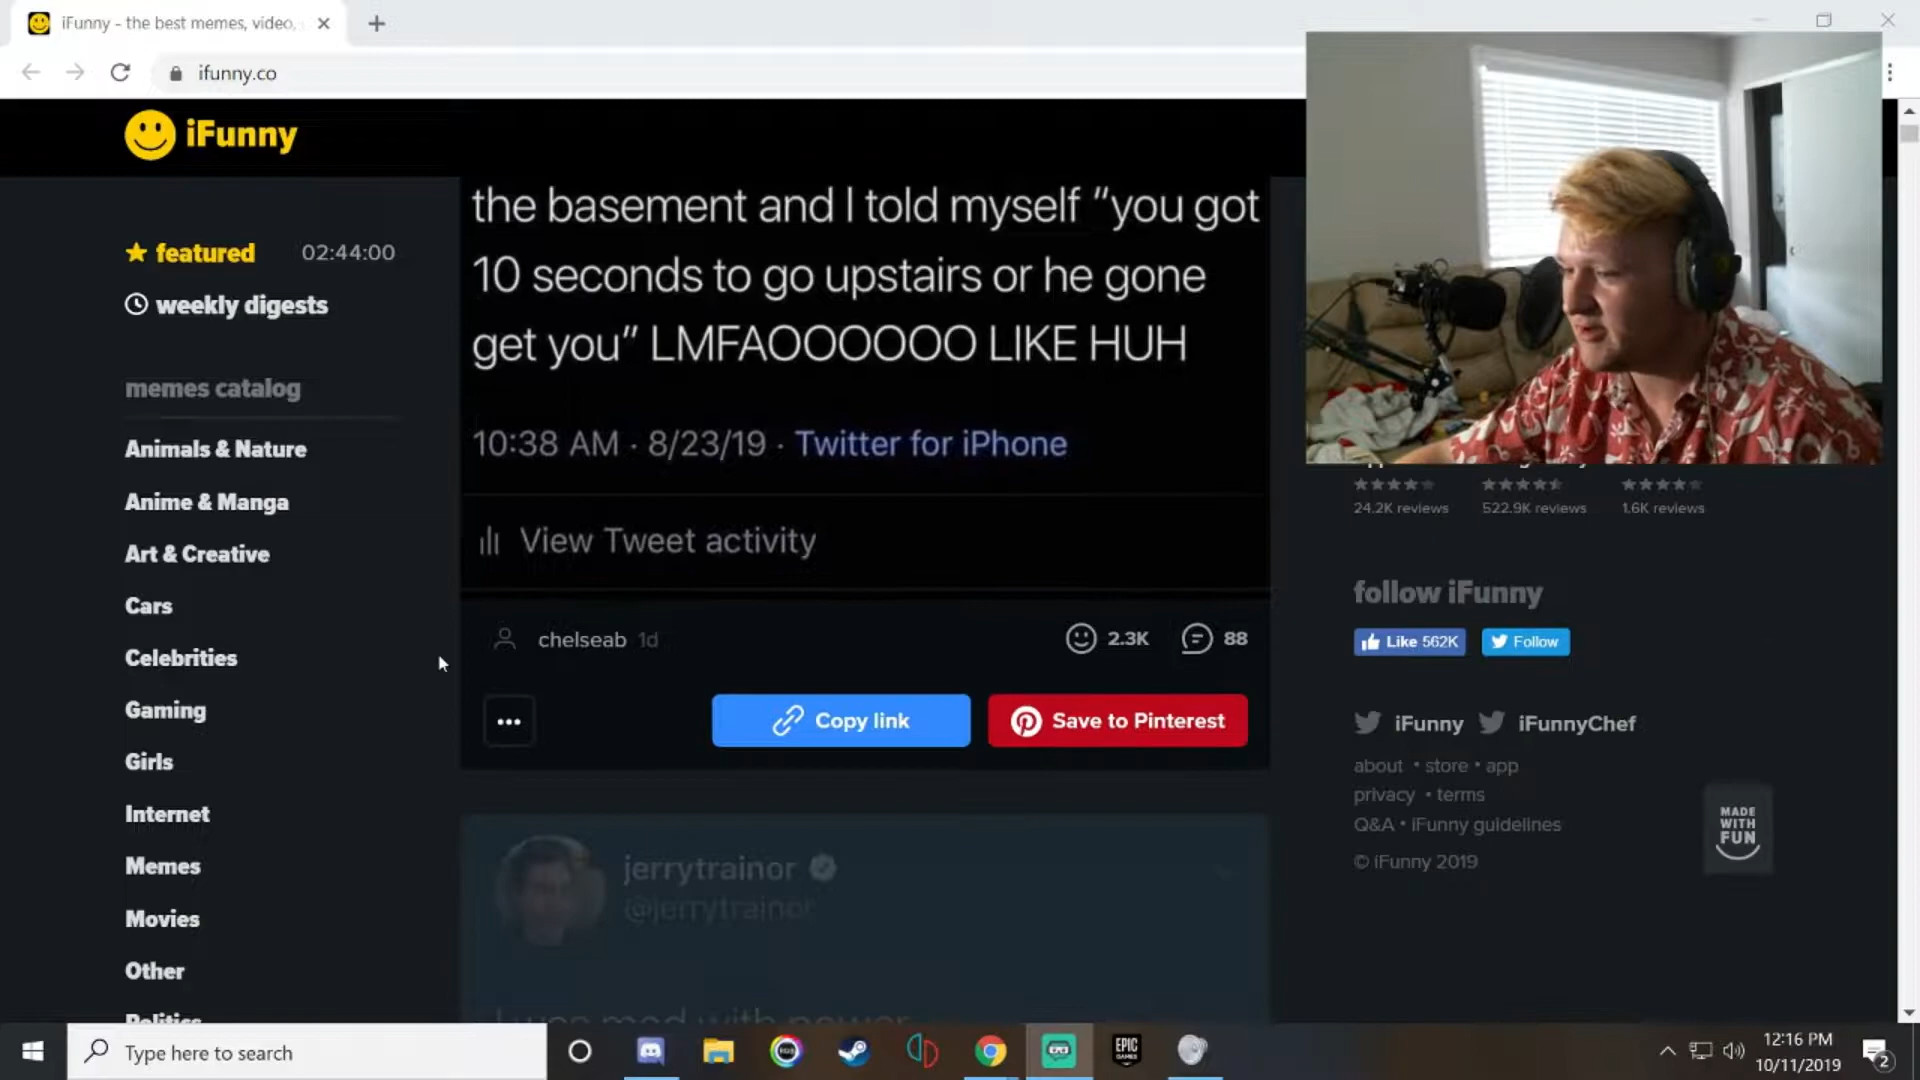 iFunny - the best memes, video,
ifunny.co
iFunny
featured
02:44:00
weekly digests
memes catalog
Animals & Nature
Anime & Manga
Art & Creative
Cars
Celebrities
Gaming
Girls
Internet
Memes
Movies
Other
Politics
the basement and I told myself “you got
10 seconds to go upstairs or he gone
get you” LMFAOOOOOO LIKE HUH
10:38 AM · 8/23/19 · Twitter for iPhone
View Tweet activity
chelseab 1d
2.3K
88
Copy link
Save to Pinterest
jerrytrainor
@jerrytrainor
24.2K reviews
522.9K reviews
1.6K reviews
follow iFunny
Like 562K
Follow
iFunny
iFunnyChef
about • store • app
privacy • terms
Q&A • iFunny guidelines
© iFunny 2019
MADE
WITH
FUN
Type here to search
EPIC
GAMES
12:16 PM
10/11/2019
2